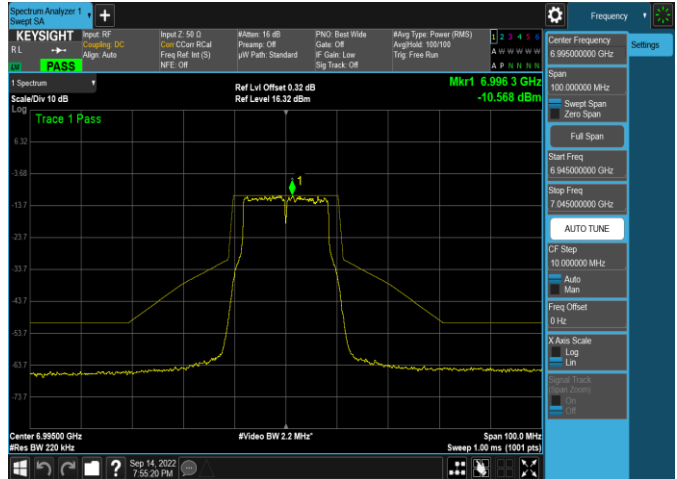 Spectrum Analyzer 1
Swept SA
+
Frequency
KEYSIGHT
RL
PASS
Input: RF
Coupling: DC
Align: Auto
Input Z: 50 Ω
Corr CCorr RCal
Freq Ref: Int (S)
NFE: Off
#Atten: 16 dB
Preamp: Off
µW Path: Standard
PNO: Best Wide
Gate: Off
IF Gain: Low
Sig Track: Off
#Avg Type: Power (RMS)
Avg|Hold: 100/100
Trig: Free Run
1 2 3 4 5 6
A W W W W W
A P N N N N
1 Spectrum
Scale/Div 10 dB
Log
Ref Lvl Offset 0.32 dB
Ref Level 16.32 dBm
Mkr1 6.996 3 GHz
-10.568 dBm
Trace 1 Pass
1
6.32
-3.68
-13.7
-23.7
-33.7
-43.7
-53.7
-63.7
-73.7
Center 6.99500 GHz
#Res BW 220 kHz
#Video BW 2.2 MHz*
Span 100.0 MHz
Sweep 1.00 ms (1001 pts)
Center Frequency
6.995000000 GHz
Settings
Span
100.000000 MHz
Swept Span
Zero Span
Full Span
Start Freq
6.945000000 GHz
Stop Freq
7.045000000 GHz
AUTO TUNE
CF Step
10.000000 MHz
Auto
Man
Freq Offset
0 Hz
X Axis Scale
Log
Lin
Signal Track
(Span Zoom)
On
Off
?
Sep 14, 2022
7:55:20 PM